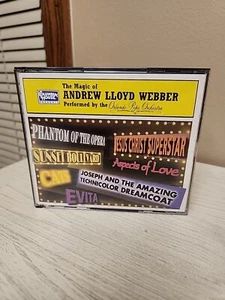 The Magic of
ANDREW LLOYD WEBBER
Performed by the Orlando Pops Orchestra
PHANTOM OF THE OPERA
JESUS CHRIST SUPERSTAR
SUNSET BOULEVARD
Aspects of Love
CATS
JOSEPH AND THE AMAZING
TECHNICOLOR DREAMCOAT
EVITA